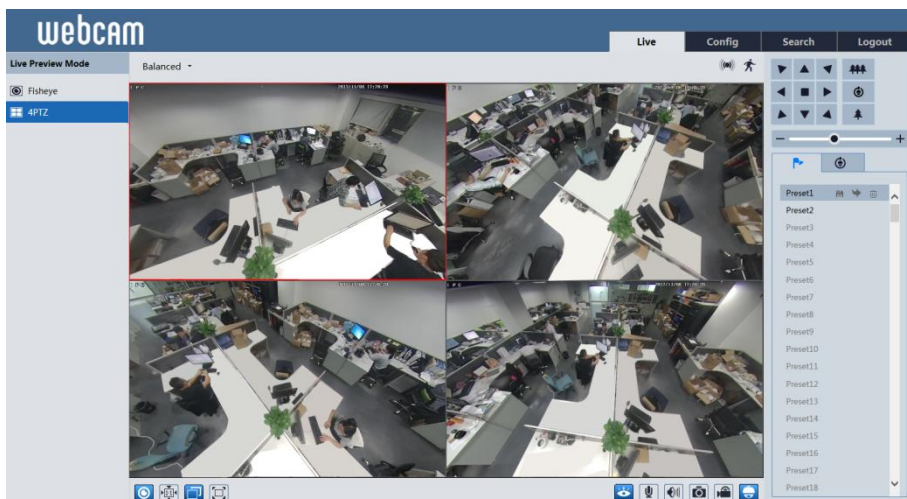 webcam
Live
Config
Search
Logout
Live Preview Mode
Balanced
Fisheye
4PTZ
Preset1
Preset2
Preset3
Preset4
Preset5
Preset6
Preset7
Preset8
Preset9
Preset10
Preset11
Preset12
Preset13
Preset14
Preset15
Preset16
Preset17
Preset18